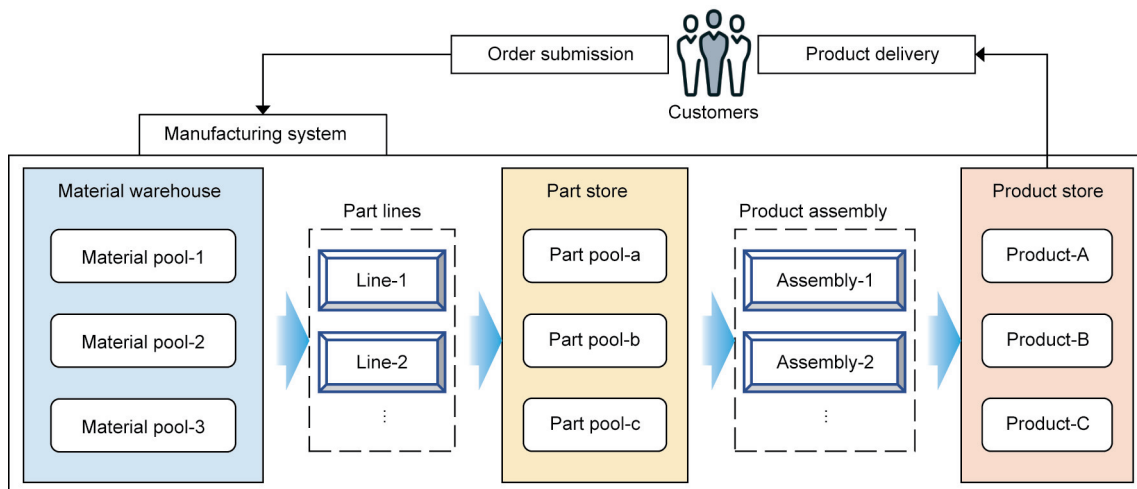 Order submission
Product delivery
Customers
Manufacturing system
Material warehouse
Material pool-1
Material pool-2
Material pool-3
Part lines
Line-1
Line-2
...
Part store
Part pool-a
Part pool-b
Part pool-c
Product assembly
Assembly-1
Assembly-2
...
Product store
Product-A
Product-B
Product-C